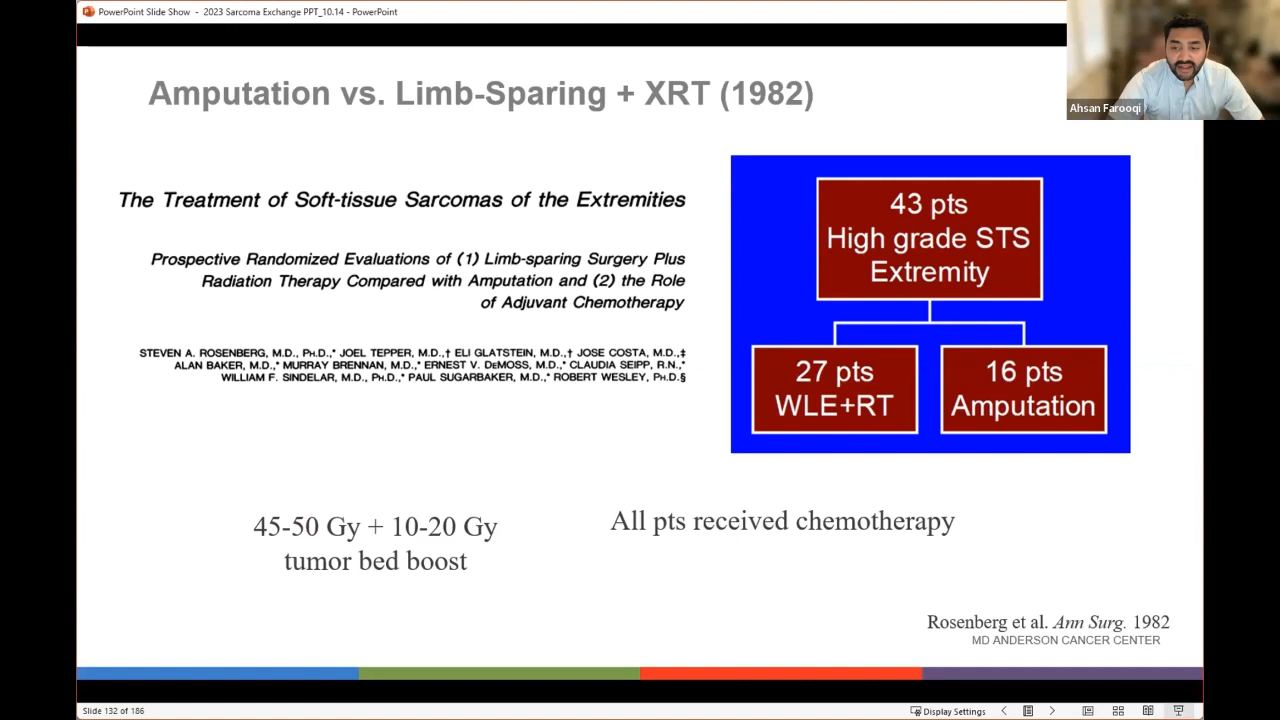 PowerPoint Slide Show - 2023 Sarcoma Exchange PPT_10.14 - PowerPoint
Ahsan Farooqi
Amputation vs. Limb-Sparing + XRT (1982)
The Treatment of Soft-tissue Sarcomas of the Extremities
Prospective Randomized Evaluations of (1) Limb-sparing Surgery Plus
Radiation Therapy Compared with Amputation and (2) the Role
of Adjuvant Chemotherapy
STEVEN A. ROSENBERG, M.D., PH.D.,* JOEL TEPPER, M.D.,† ELI GLATSTEIN, M.D.,† JOSE COSTA, M.D.,‡
ALAN BAKER, M.D.,* MURRAY BRENNAN, M.D.,* ERNEST V. DEMOSS, M.D.,* CLAUDIA SEIPP, R.N.,*
WILLIAM F. SINDELAR, M.D., PH.D.,* PAUL SUGARBAKER, M.D.,* ROBERT WESLEY, PH.D.§
43 pts
High grade STS
Extremity
27 pts
WLE+RT
16 pts
Amputation
45-50 Gy + 10-20 Gy
tumor bed boost
All pts received chemotherapy
Rosenberg et al. Ann Surg. 1982
MD ANDERSON CANCER CENTER
Slide 132 of 186
Display Settings